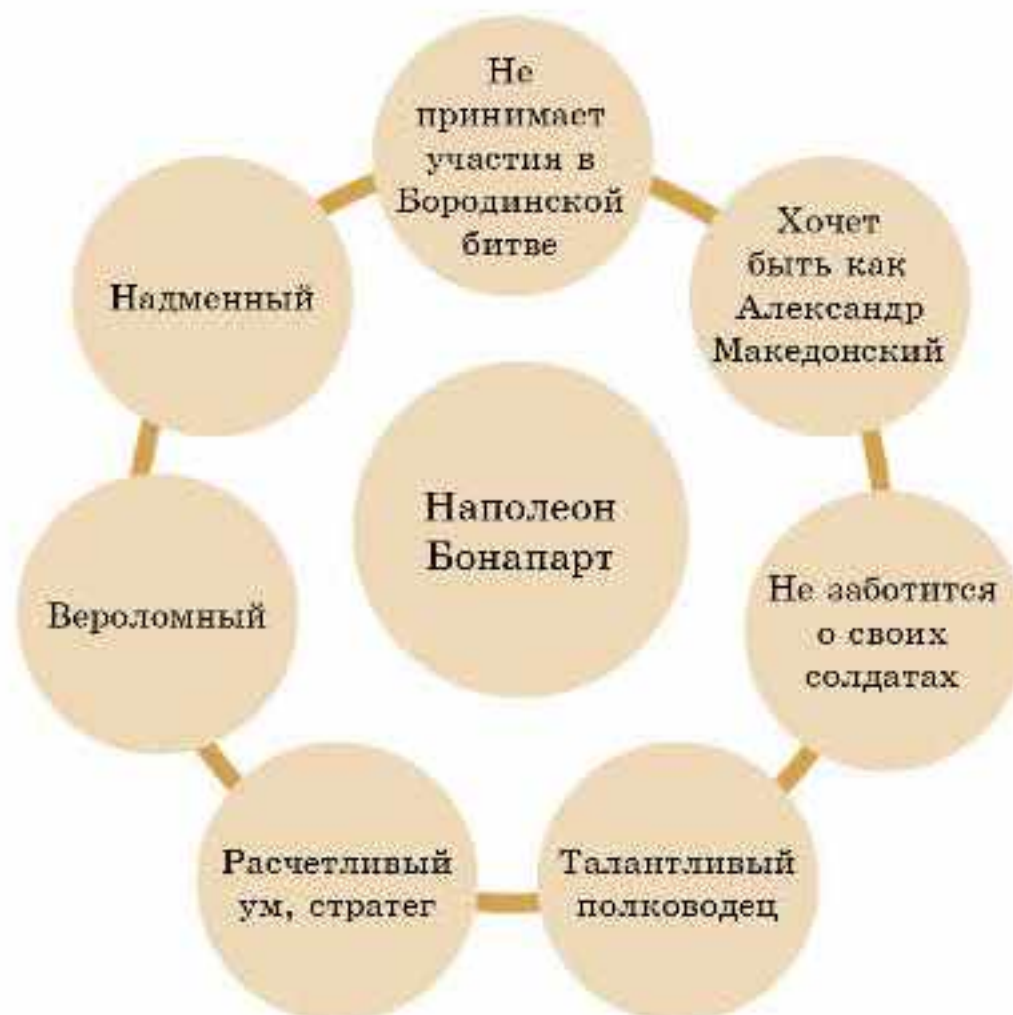 Не
принимает
участия в
Бородинской
битве
Хочет
быть как
Александр
Македонский
Не заботится
о своих
солдатах
Талантливый
полководец
Расчетливый
ум, стратег
Вероломный
Надменный
Наполеон
Бонапарт